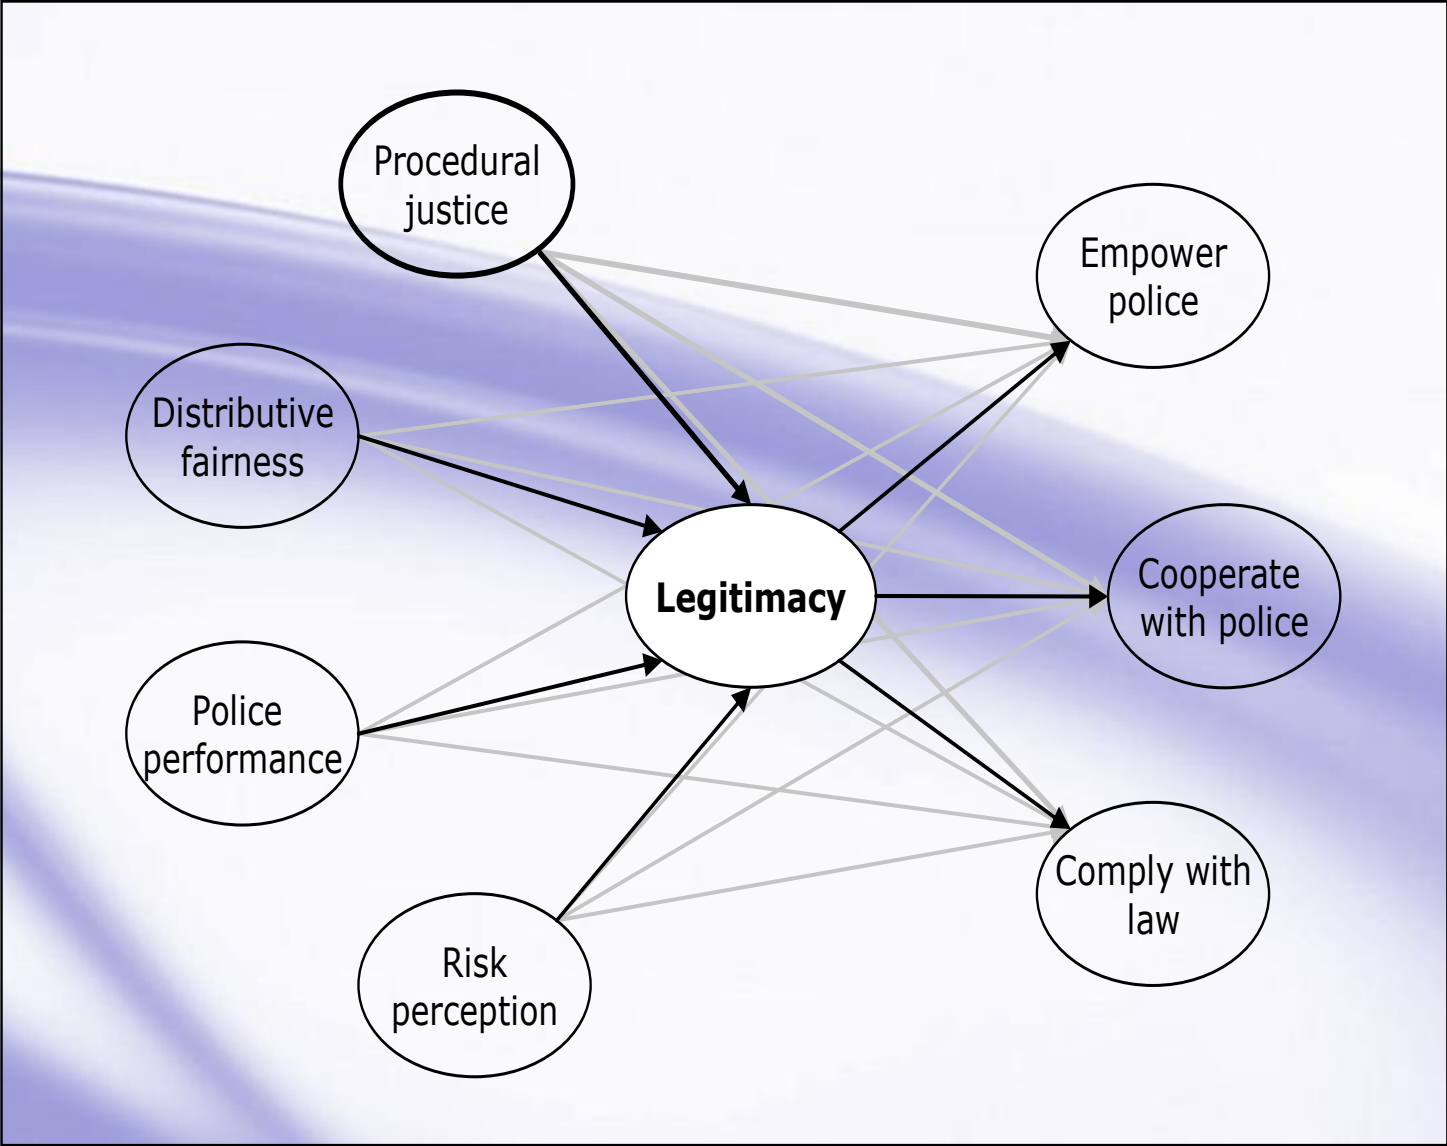 Procedural
justice
Empower
police
Distributive
fairness
Legitimacy
Cooperate
with police
Police
performance
Comply with
law
Risk
perception